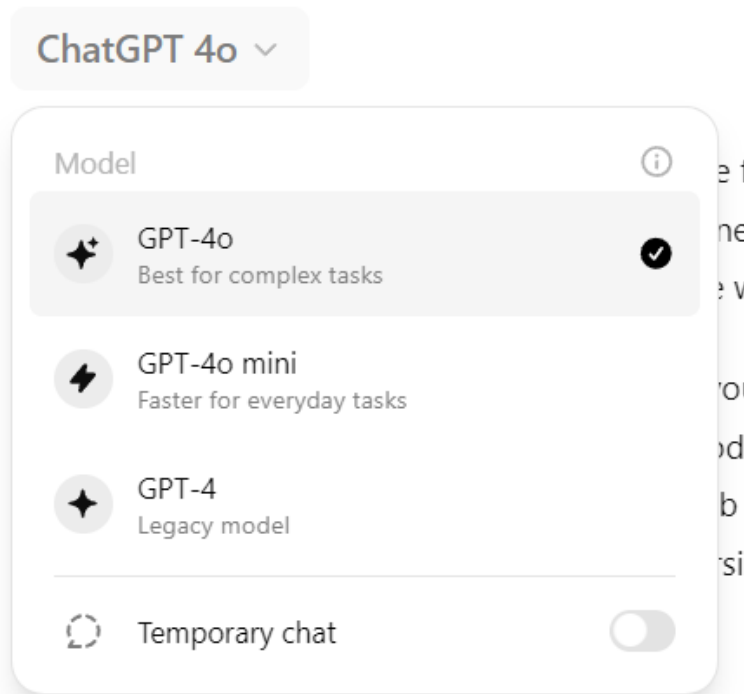 ChatGPT 4o
Model
GPT-4o
Best for complex tasks
GPT-4o mini
Faster for everyday tasks
GPT-4
Legacy model
Temporary chat